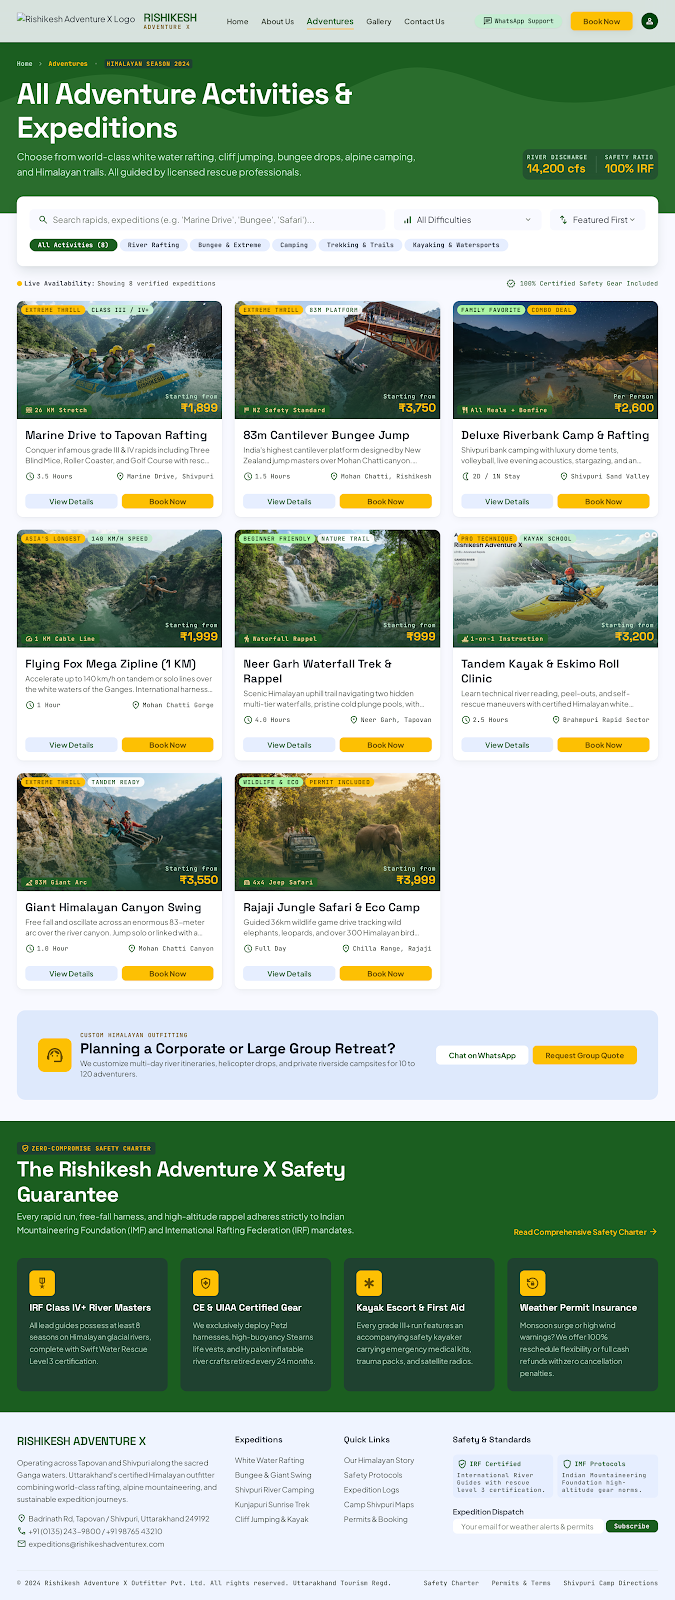 Rishikesh Adventure X Logo
RISHIKESH
ADVENTURE X
Home
About Us
Adventures
Gallery
Contact Us
WhatsApp Support
Book Now
Home > Adventures · HIMALAYAN SEASON 2024
All Adventure Activities &
Expeditions
Choose from world-class white water rafting, cliff jumping, bungee drops, alpine camping,
and Himalayan trails. All guided by licensed rescue professionals.
RIVER DISCHARGE
14,200 cfs
SAFETY RATIO
100% IRF
Search rapids, expeditions (e.g. 'Marine Drive', 'Bungee', 'Safari')...
All Difficulties
Featured First
All Activities (8)
River Rafting
Bungee & Extreme
Camping
Trekking & Trails
Kayaking & Watersports
Live Availability: Showing 8 verified expeditions
100% Certified Safety Gear Included
EXTREME THRILL
CLASS III / IV+
26 KM Stretch
Starting from
₹1,899
Marine Drive to Tapovan Rafting
Conquer infamous grade III & IV rapids including Three
Blind Mice, Roller Coaster, and Golf Course with resc...
3.5 Hours
Marine Drive, Shivpuri
View Details
Book Now
EXTREME THRILL
83M PLATFORM
NZ Safety Standard
Starting from
₹3,750
83m Cantilever Bungee Jump
India's highest cantilever platform designed by New
Zealand jump masters over Mohan Chatti canyon. ...
1.5 Hours
Mohan Chatti, Rishikesh
View Details
Book Now
FAMILY FAVORITE
COMBO DEAL
All Meals + Bonfire
Per Person
₹2,600
Deluxe Riverbank Camp & Rafting
Shivpuri bank camping with luxury dome tents,
volleyball, live evening acoustics, stargazing, and an...
2D / 1N Stay
Shivpuri Sand Valley
View Details
Book Now
ASIA'S LONGEST
140 KM/H SPEED
1 KM Cable Line
Starting from
₹1,999
Flying Fox Mega Zipline (1 KM)
Accelerate up to 140 km/h on tandem or solo lines over
the white waters of the Ganges. International harness...
1 Hour
Mohan Chatti Gorge
View Details
Book Now
BEGINNER FRIENDLY
NATURE TRAIL
Waterfall Rappel
Starting from
₹999
Neer Garh Waterfall Trek &
Rappel
Scenic Himalayan uphill trail navigating two hidden
multi-tier waterfalls, pristine cold plunge pools, with...
4.0 Hours
Neer Garh, Tapovan
View Details
Book Now
PRO TECHNIQUE
KAYAK SCHOOL
Rishikesh Adventure X
1-on-1 Instruction
Starting from
₹3,200
Tandem Kayak & Eskimo Roll
Clinic
Learn technical river reading, peel-outs, and self-
rescue maneuvers with certified Himalayan white...
2.5 Hours
Brahmpuri Rapid Sector
View Details
Book Now
EXTREME THRILL
TANDEM READY
83M Giant Arc
Starting from
₹3,550
Giant Himalayan Canyon Swing
Free fall and oscillate across an enormous 83-meter
arc over the river canyon. Jump solo or linked with a...
1.0 Hour
Mohan Chatti Canyon
View Details
Book Now
WILDLIFE & ECO
PERMIT INCLUDED
4x4 Jeep Safari
Starting from
₹3,999
Rajaji Jungle Safari & Eco Camp
Guided 36km wildlife game drive tracking wild
elephants, leopards, and over 300 Himalayan bird...
Full Day
Chilla Range, Rajaji
View Details
Book Now
CUSTOM HIMALAYAN OUTFITTING
Planning a Corporate or Large Group Retreat?
We customize multi-day river itineraries, helicopter drops, and private riverside campsites for 10 to
120 adventurers.
Chat on WhatsApp
Request Group Quote
ZERO-COMPROMISE SAFETY CHARTER
The Rishikesh Adventure X Safety
Guarantee
Every rapid run, free-fall harness, and high-altitude rappel adheres strictly to Indian
Mountaineering Foundation (IMF) and International Rafting Federation (IRF) mandates.
Read Comprehensive Safety Charter →
IRF Class IV+ River Masters
All lead guides possess at least 8
seasons on Himalayan glacial rivers,
complete with Swift Water Rescue
Level 3 certification.
CE & UIAA Certified Gear
We exclusively deploy Petzl
harnesses, high-buoyancy Stearns
life vests, and Hypalon inflatable
river crafts retired every 24 months.
Kayak Escort & First Aid
Every grade III+ run features an
accompanying safety kayaker
carrying emergency medical kits,
trauma packs, and satellite radios.
Weather Permit Insurance
Monsoon surge or high wind
warnings? We offer 100%
reschedule flexibility or full cash
refunds with zero cancellation
penalties.
RISHIKESH ADVENTURE X
Operating across Tapovan and Shivpuri along the sacred
Ganga waters. Uttarakhand's certified Himalayan outfitter
combining world-class rafting, alpine mountaineering, and
sustainable expedition journeys.
Badrinath Rd, Tapovan / Shivpuri, Uttarakhand 249192
+91 (0135) 243-9800 / +91 98765 43210
expeditions@rishikeshadventurex.com
Expeditions
White Water Rafting
Bungee & Giant Swing
Shivpuri River Camping
Kunjapuri Sunrise Trek
Cliff Jumping & Kayak
Quick Links
Our Himalayan Story
Safety Protocols
Expedition Logs
Camp Shivpuri Maps
Permits & Booking
Safety & Standards
IRF Certified
International River
Guides with rescue
level 3 certification.
IMF Protocols
Indian Mountaineering
Foundation high-
altitude gear norms.
Expedition Dispatch
Your email for weather alerts & permits
Subscribe
© 2024 Rishikesh Adventure X Outfitter Pvt. Ltd. All rights reserved. Uttarakhand Tourism Regd.
Safety Charter
Permits & Terms
Shivpuri Camp Directions